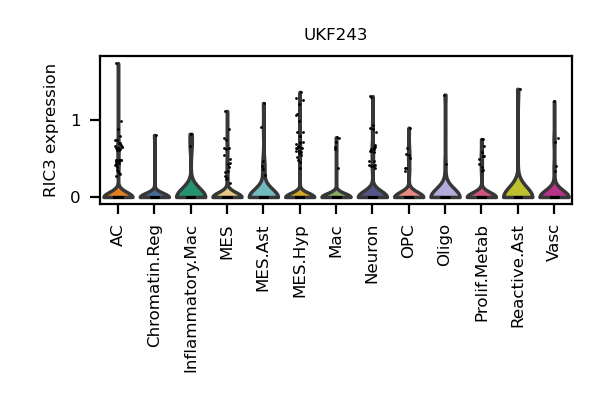 UKF243
RIC3 expression
1
0
AC
Chromatin.Reg
Inflammatory.Mac
MES
MES.Ast
MES.Hyp
Mac
Neuron
OPC
Oligo
Prolif.Metab
Reactive.Ast
Vasc